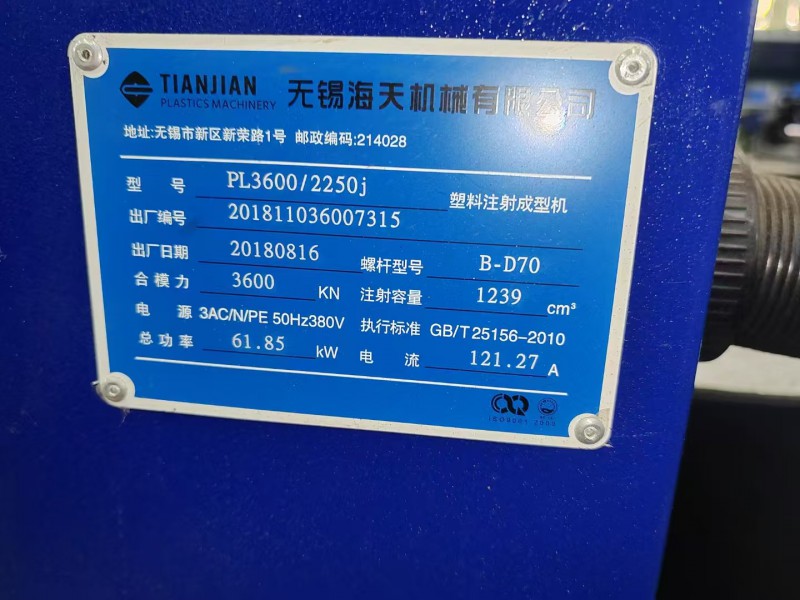 TIANJIAN
PLASTICS MACHINERY
无锡海天机械有限公司
地址:无锡市新区新荣路1号 邮政编码:214028
型 号 PL3600/2250j 塑料注射成型机
出厂编号 201811036007315
出厂日期 20180816 螺杆型号 B-D70
合模力 3600 KN 注射容量 1239 cm³
电 源 3AC/N/PE 50Hz380V 执行标准 GB/T25156-2010
总功率 61.85 kW 电 流 121.27 A
ISO9001 2000